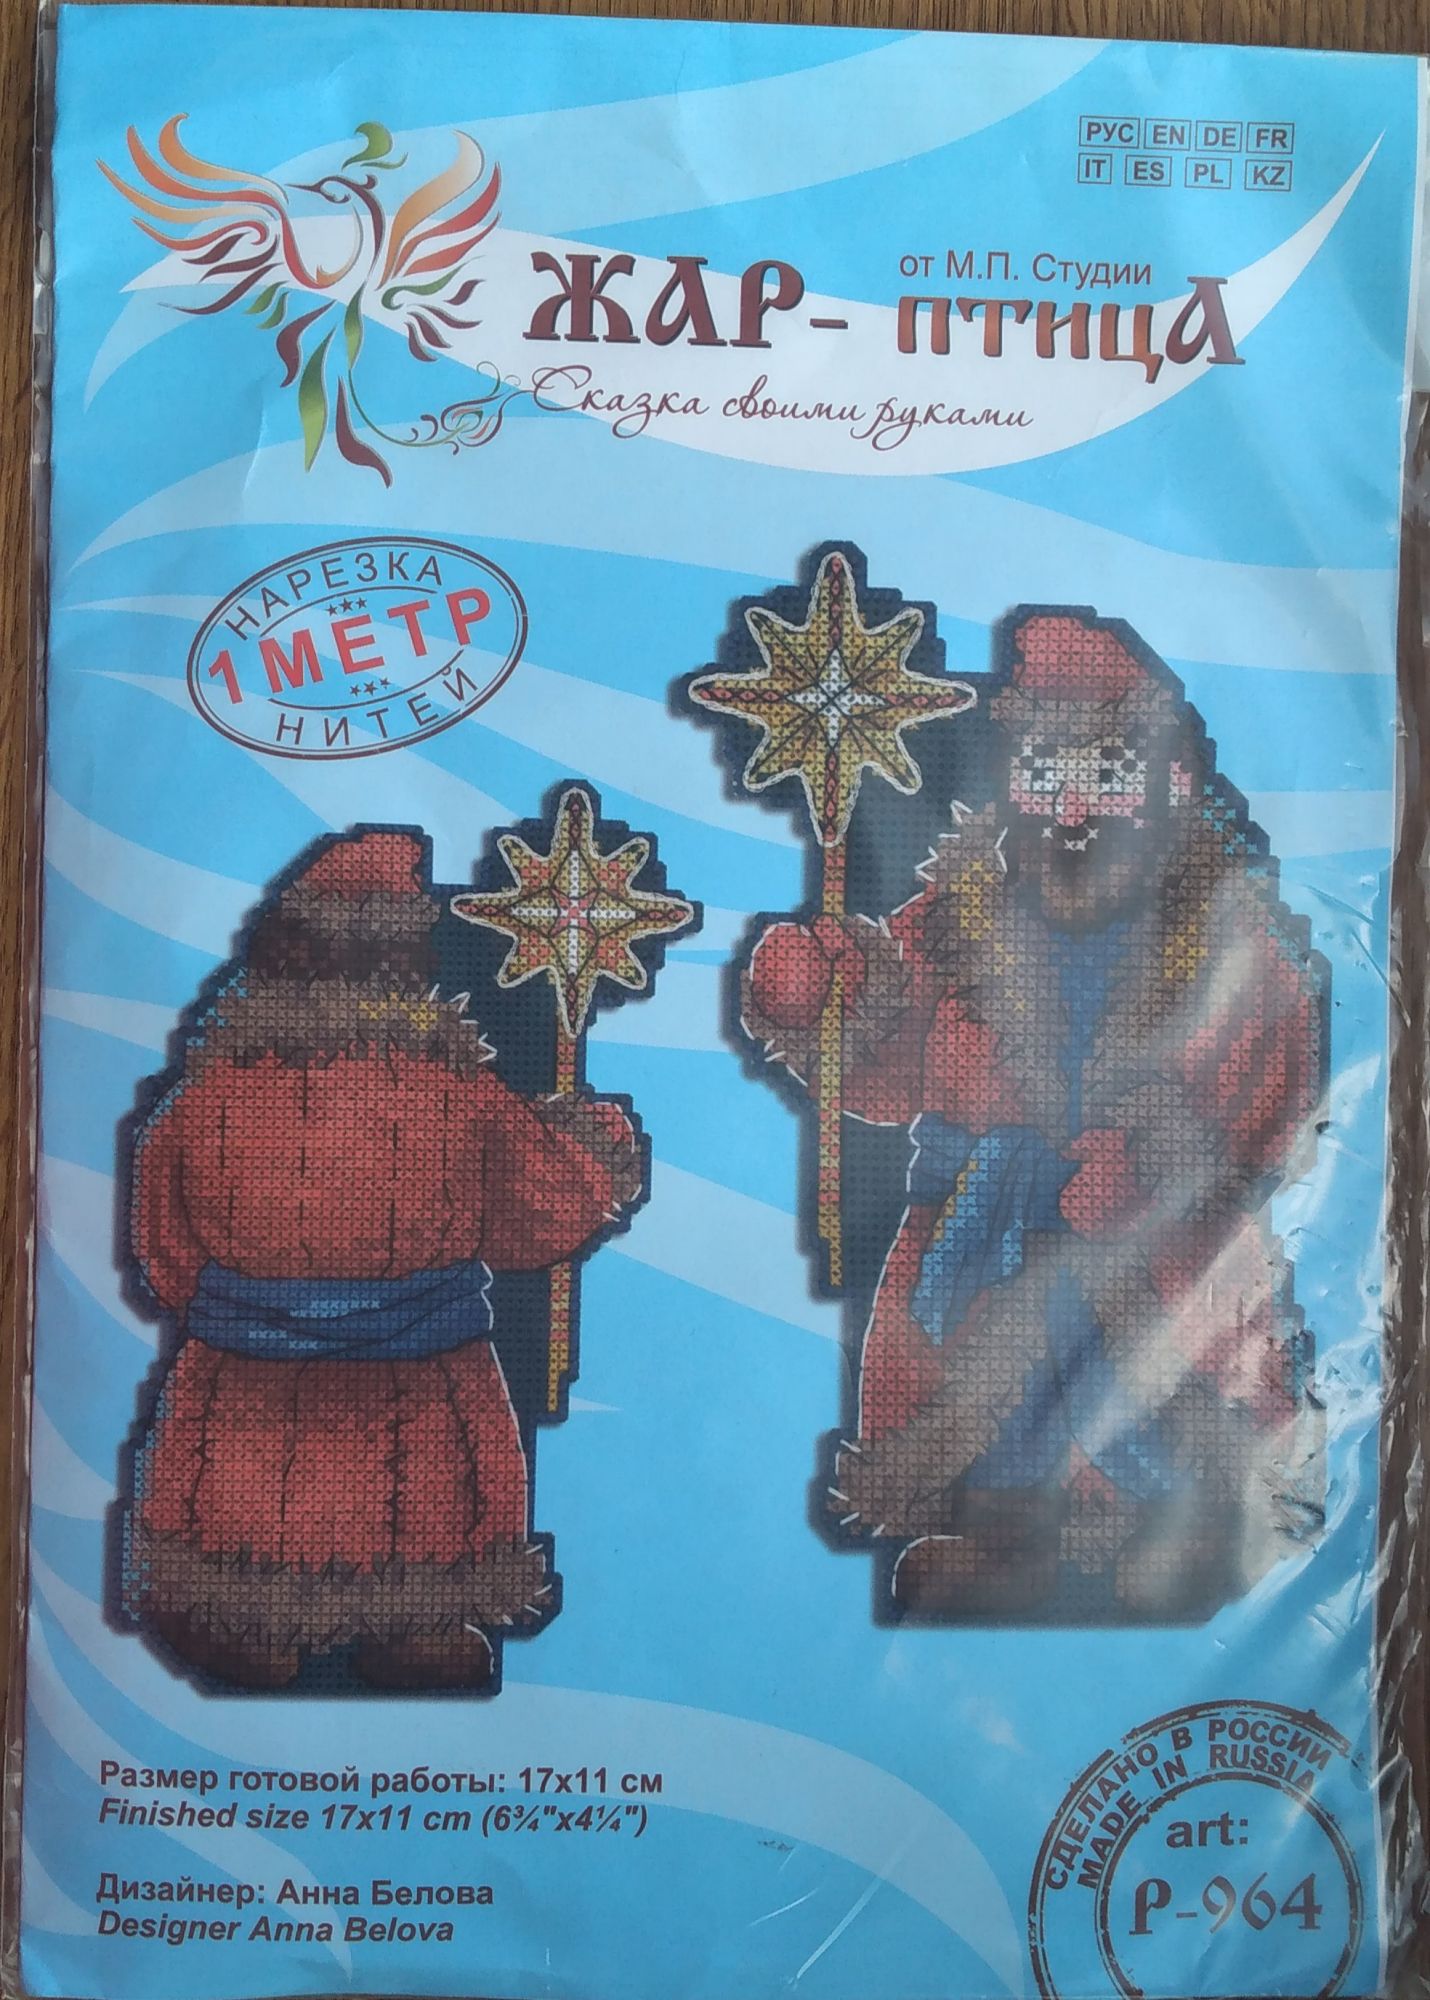 РУС EN DE FR
IT ES PL KZ
от М.П. Студии
ЖАР-ПТИЦА
Сказка своими руками
НАРЕЗКА
1 МЕТР
НИТЕЙ
Размер готовой работы: 17х11 см
Finished size 17x11 cm (6¾"x4¼")
Дизайнер: Анна Белова
Designer Anna Belova
СДЕЛАНО В РОССИИ
MADE IN RUSSIA
art:
Р-964